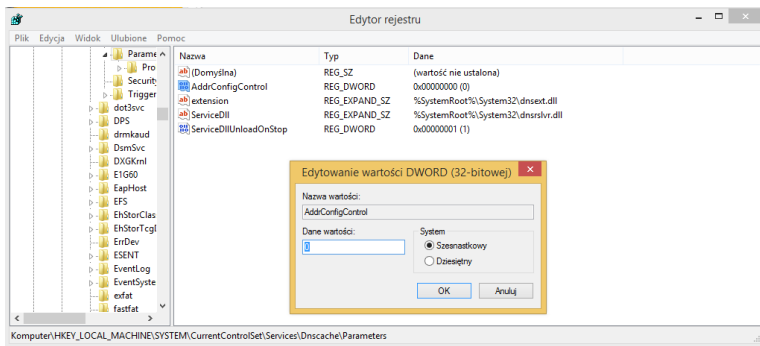 Edytor rejestru
Plik Edycja Widok Ulubione Pomoc
Parame
Pro
Security
Trigger
dot3svc
DPS
drmkaud
DsmSvc
DXGKrnl
E1G60
EapHost
EFS
EhStorClas
EhStorTcgI
ErrDev
ESENT
EventLog
EventSyste
exfat
fastfat
Nazwa Typ Dane
(Domyślna) REG_SZ (wartość nie ustalona)
AddrConfigControl REG_DWORD 0x00000000 (0)
extension REG_EXPAND_SZ %SystemRoot%\System32\dnsext.dll
ServiceDll REG_EXPAND_SZ %SystemRoot%\System32\dnsrslvr.dll
ServiceDllUnloadOnStop REG_DWORD 0x00000001 (1)
Edytowanie wartości DWORD (32-bitowej)
Nazwa wartości:
AddrConfigControl
Dane wartości:
0
System
Szesnastkowy
Dziesiętny
OK Anuluj
Komputer\HKEY_LOCAL_MACHINE\SYSTEM\CurrentControlSet\Services\Dnscache\Parameters